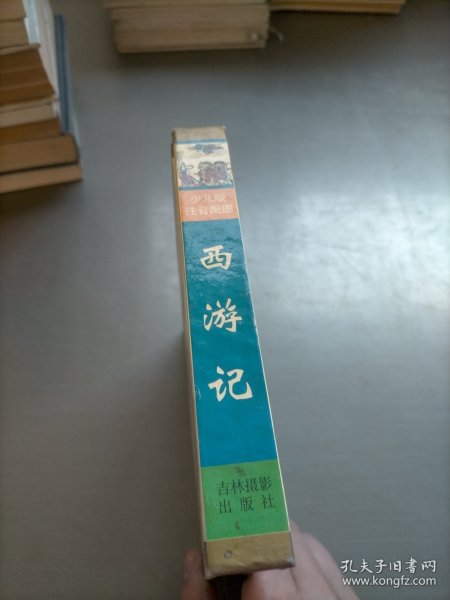 少儿版
注音配图
西游记
吉林摄影
出版社
孔夫子旧书网
www.kongfz.com